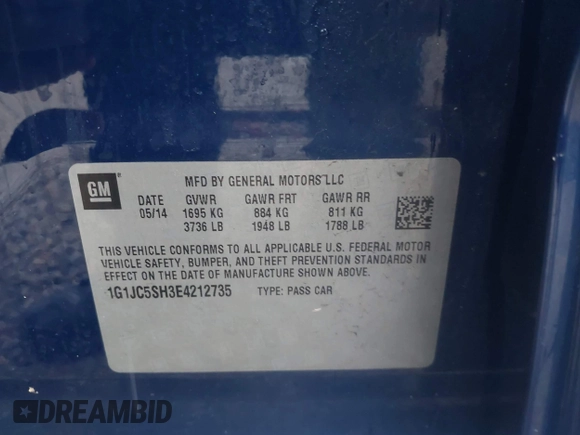 GM
MFD BY GENERAL MOTORS LLC
DATE GVWR GAWR FRT GAWR RR
05/14 1695 KG 884 KG 811 KG
3736 LB 1948 LB 1788 LB
THIS VEHICLE CONFORMS TO ALL APPLICABLE U.S. FEDERAL MOTOR
VEHICLE SAFETY, BUMPER, AND THEFT PREVENTION STANDARDS IN
EFFECT ON THE DATE OF MANUFACTURE SHOWN ABOVE.
1G1JC5SH3E4212735 TYPE: PASS CAR
DREAMBID